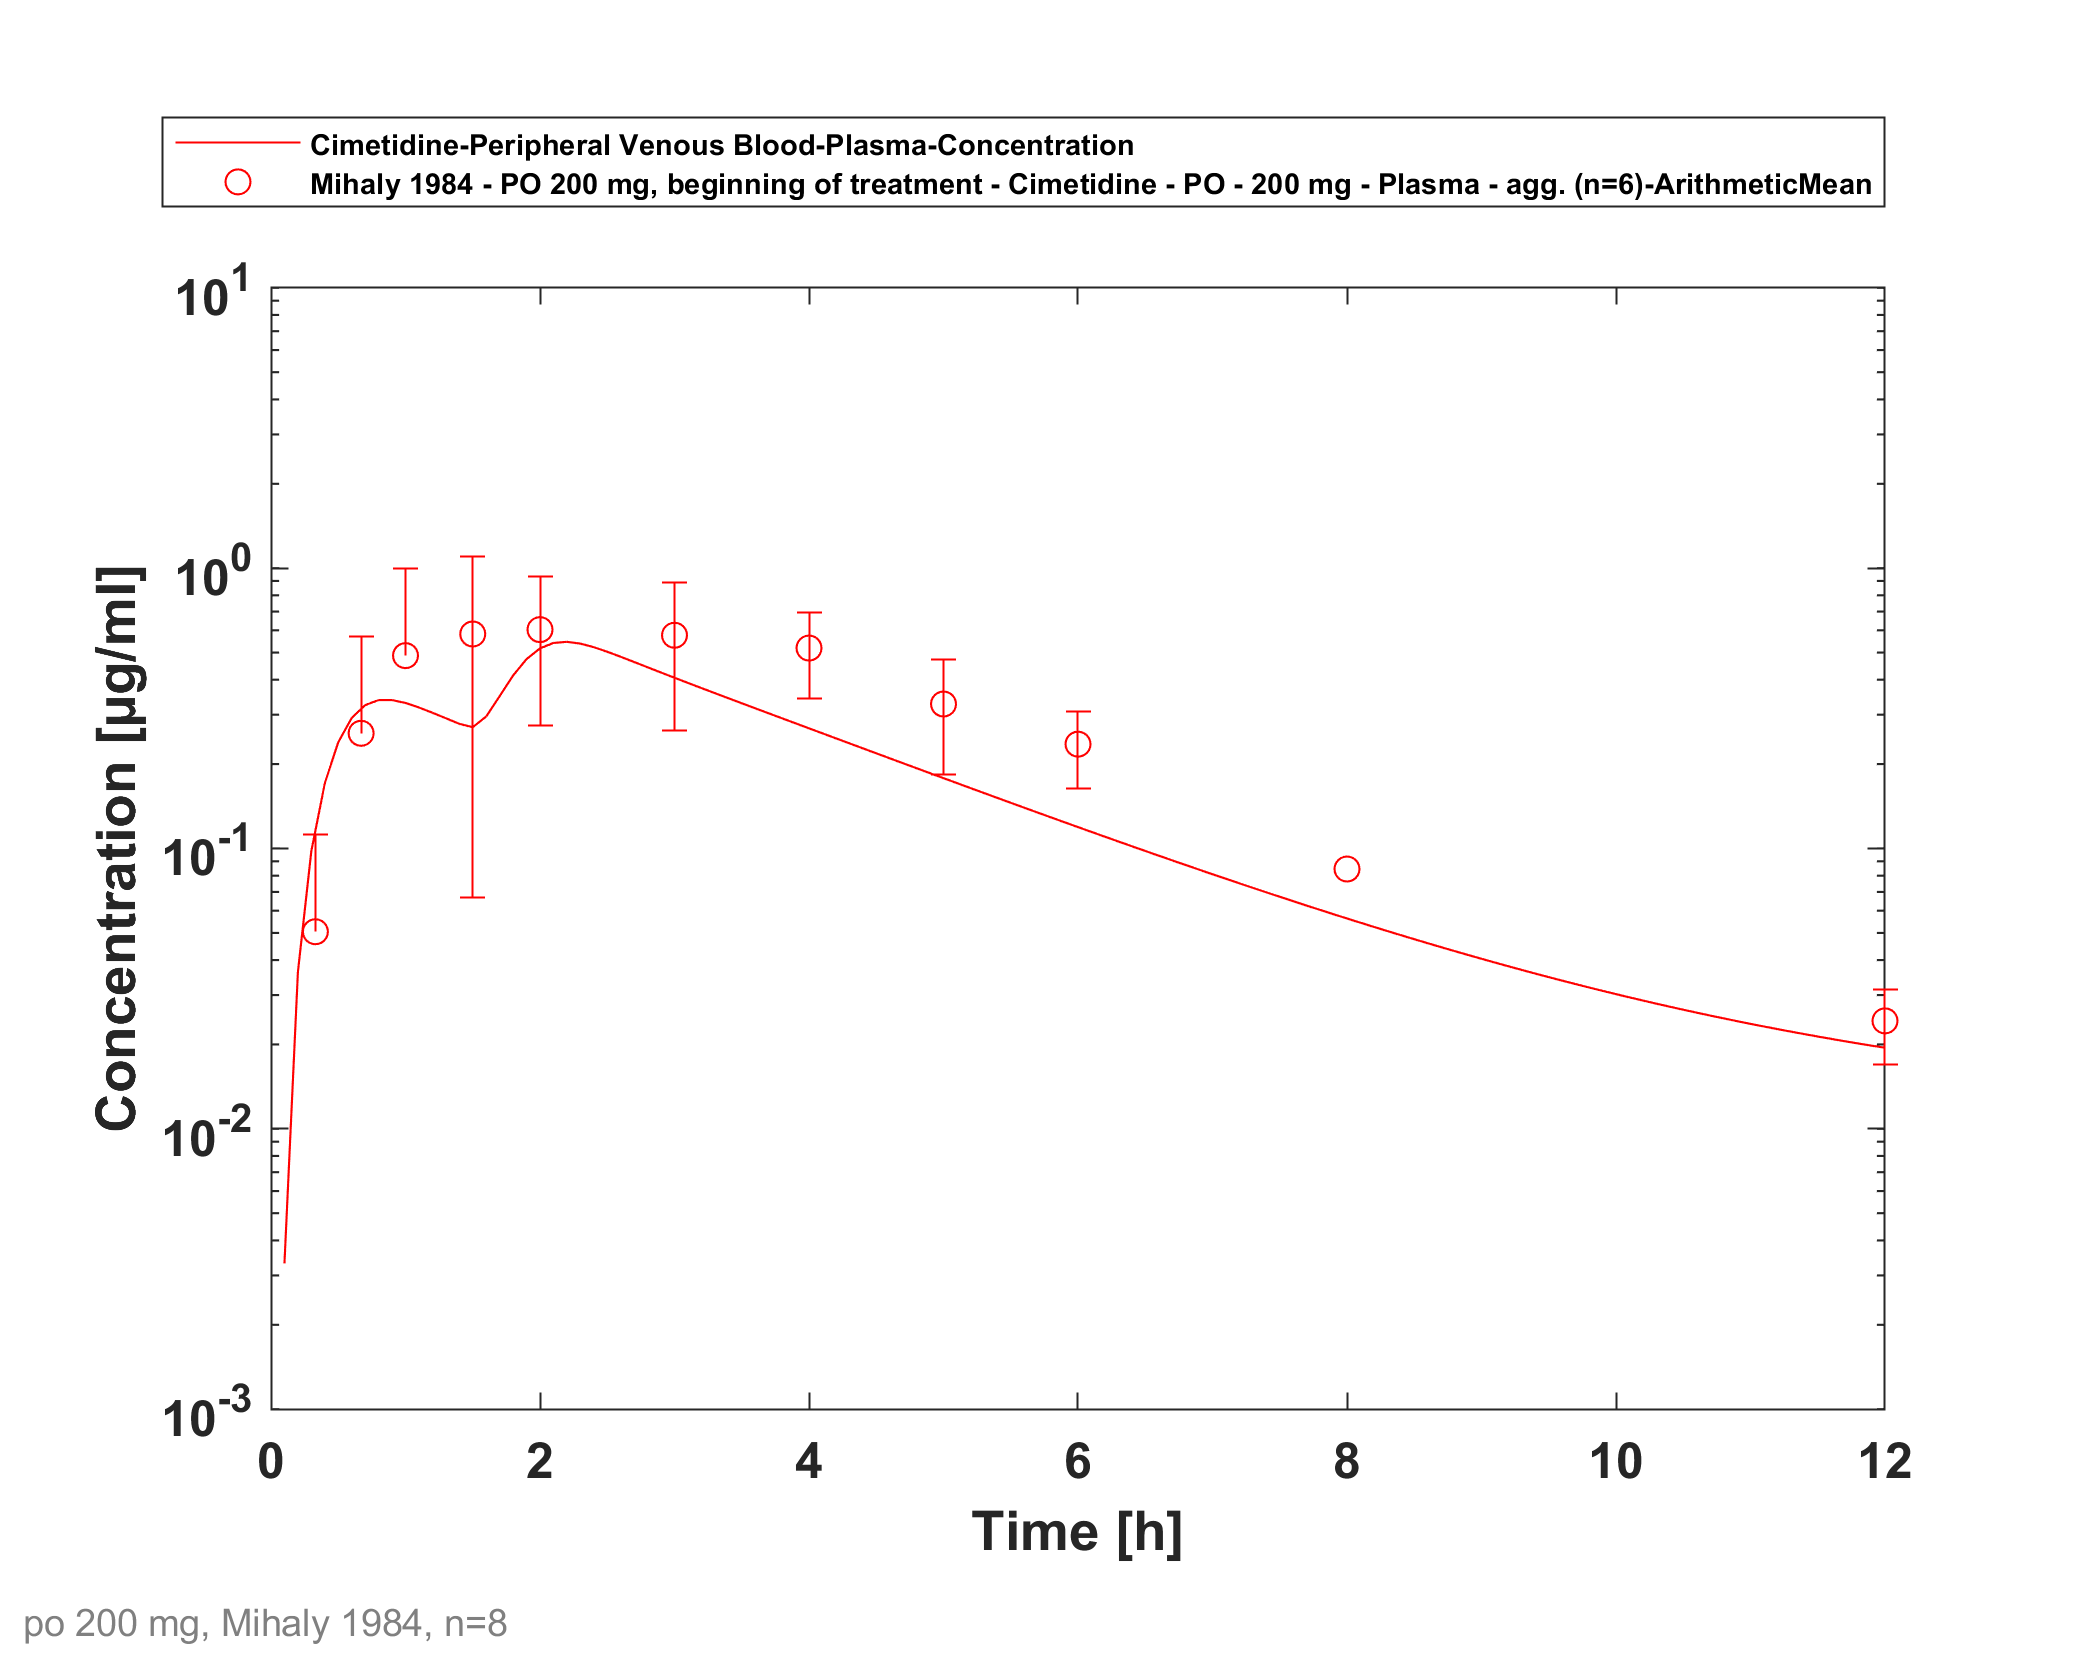 Cimetidine-Peripheral Venous Blood-Plasma-Concentration
Mihaly 1984 - PO 200 mg, beginning of treatment - Cimetidine - PO - 200 mg - Plasma - agg. (n=6)-ArithmeticMean
10^1
10^0
10^-1
10^-2
10^-3
Concentration [µg/ml]
0 2 4 6 8 10 12
Time [h]
po 200 mg, Mihaly 1984, n=8